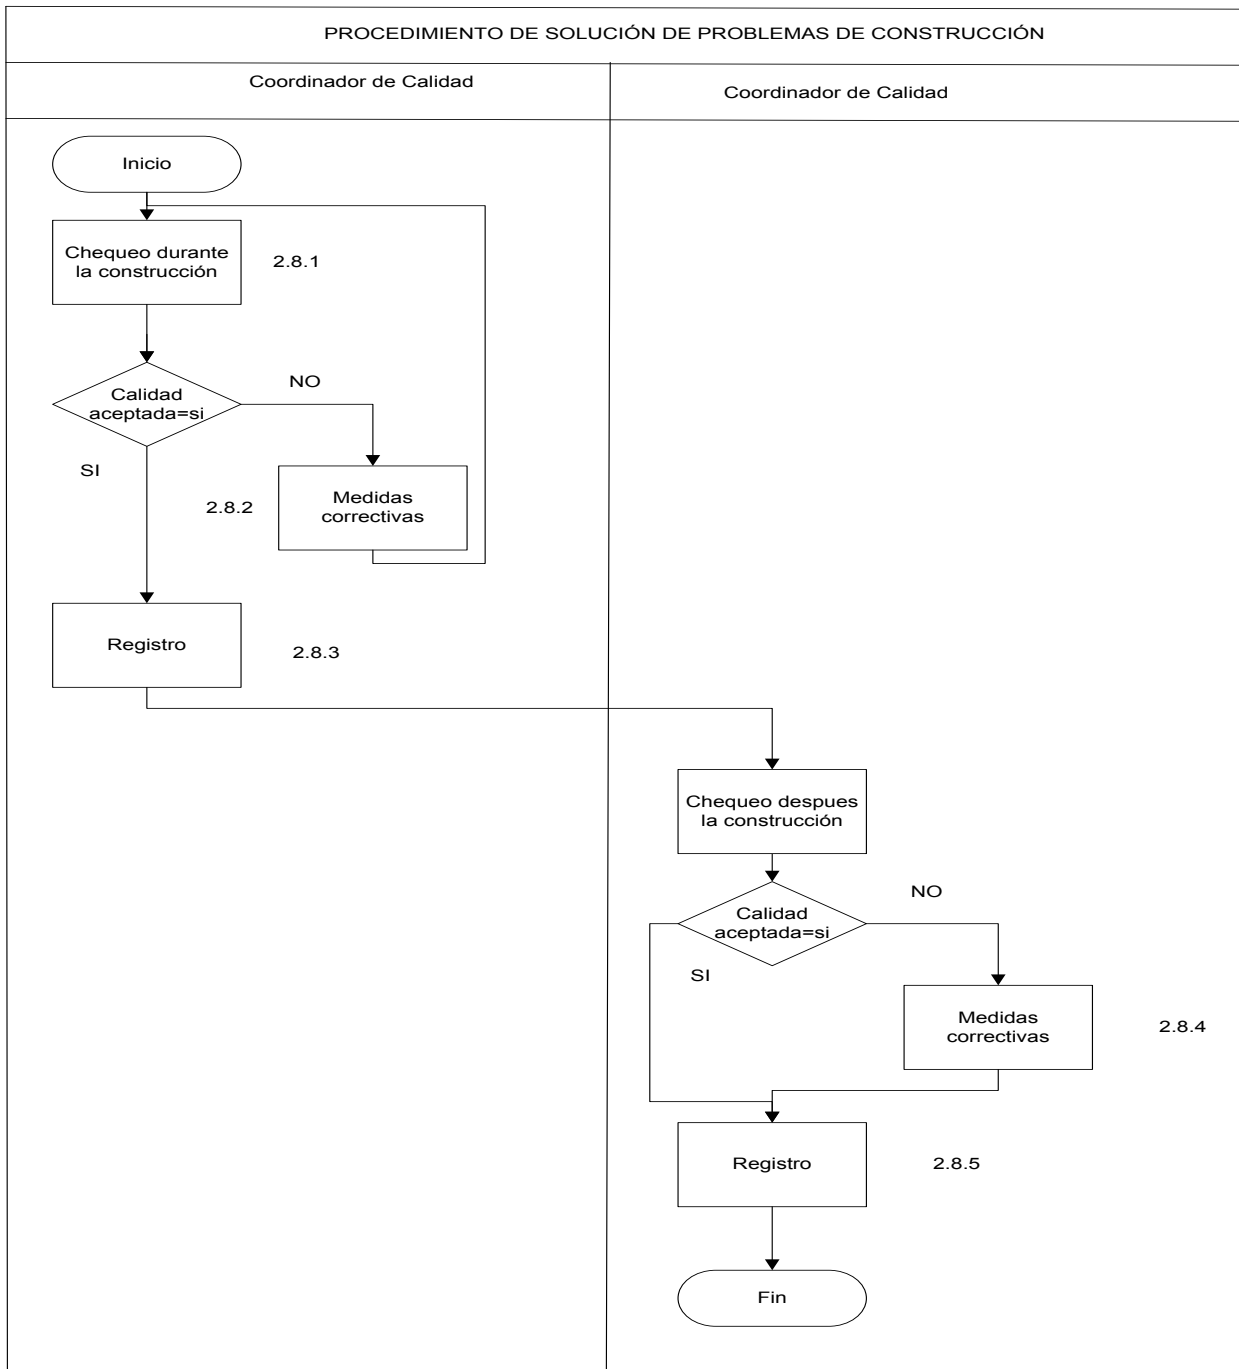 PROCEDIMIENTO DE SOLUCIÓN DE PROBLEMAS DE CONSTRUCCIÓN
Coordinador de Calidad
Coordinador de Calidad
Inicio
Chequeo durante
la construcción
2.8.1
Calidad
aceptada=si
NO
SI
2.8.2
Medidas
correctivas
Registro
2.8.3
Chequeo despues
la construcción
Calidad
aceptada=si
NO
SI
Medidas
correctivas
2.8.4
Registro
2.8.5
Fin